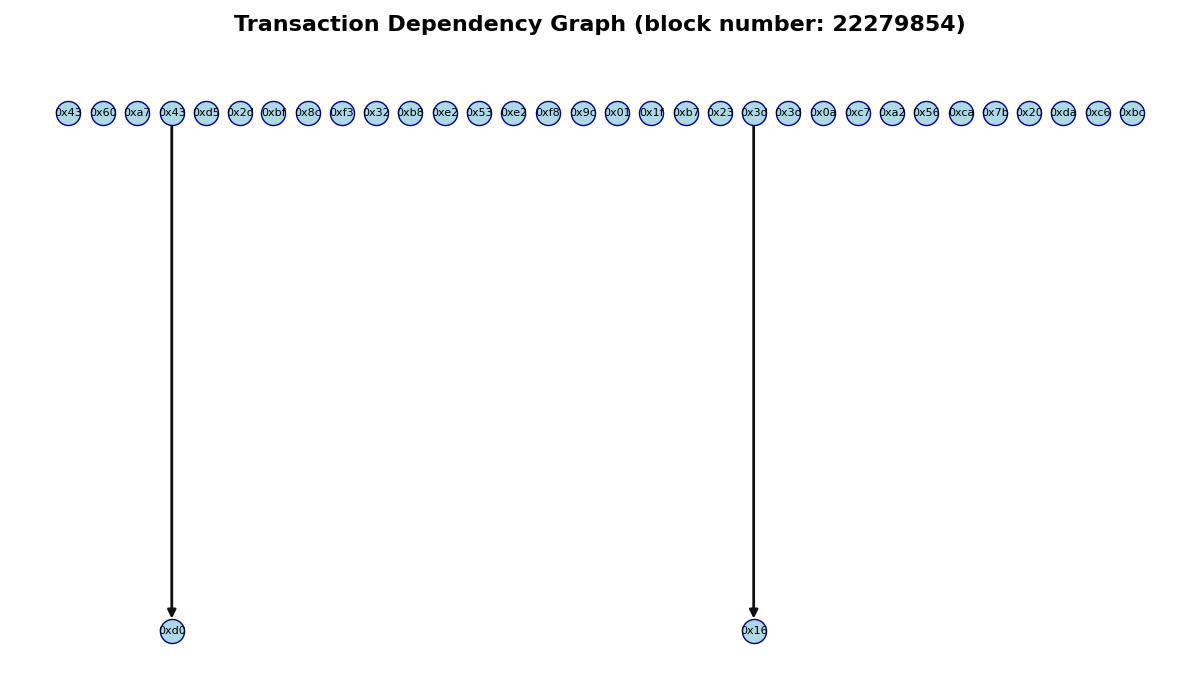 Transaction Dependency Graph (block number: 22279854)
0x43 0x60 0xa7 0x43 0xd5 0x2d 0xbf 0x8c 0xf3 0x32 0xb8 0xe2 0x53 0xe2 0xf8 0x9c 0x01 0x1f 0xb7 0x23 0x3c 0x3d 0x0a 0xc7 0xa2 0x56 0xca 0x7b 0x20 0xda 0xc6 0xbc
0xd0 0x16